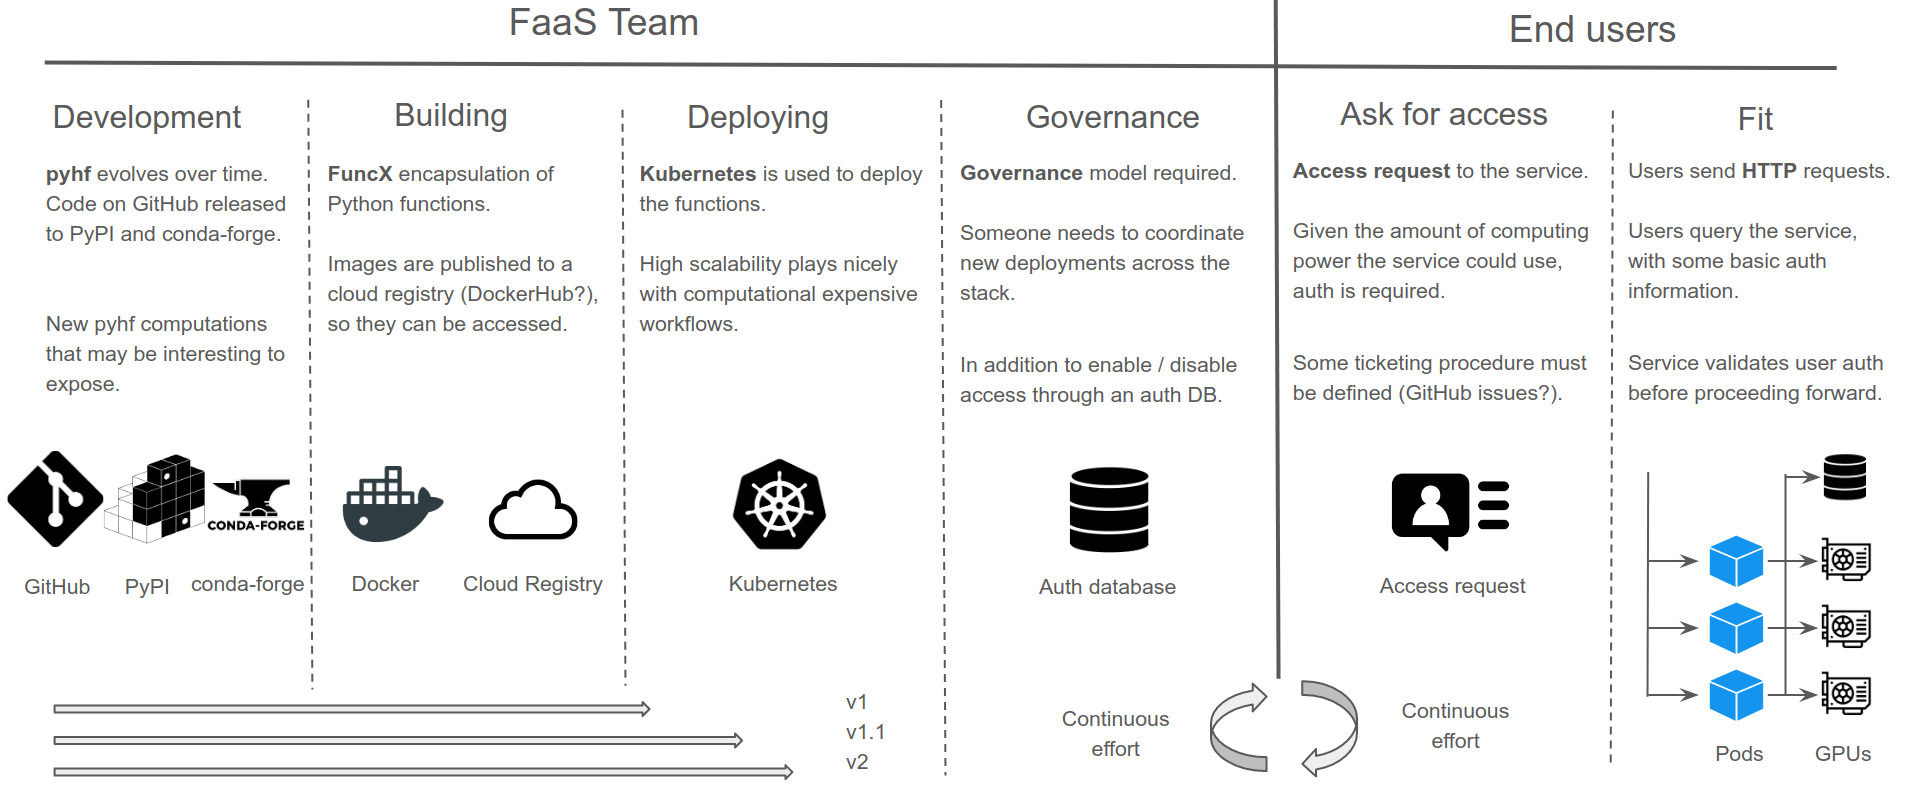 FaaS Team
End users
Development
pyhf evolves over time.
Code on GitHub released
to PyPI and conda-forge.
New pyhf computations
that may be interesting to
expose.
CONDA-FORGE
GitHub
PyPI
conda-forge
Building
FuncX encapsulation of
Python functions.
Images are published to a
cloud registry (DockerHub?),
so they can be accessed.
Docker
Cloud Registry
Deploying
Kubernetes is used to deploy
the functions.
High scalability plays nicely
with computational expensive
workflows.
Kubernetes
v1
v1.1
v2
Governance
Governance model required.
Someone needs to coordinate
new deployments across the
stack.
In addition to enable / disable
access through an auth DB.
Auth database
Continuous
effort
Ask for access
Access request to the service.
Given the amount of computing
power the service could use,
auth is required.
Some ticketing procedure must
be defined (GitHub issues?).
Access request
Continuous
effort
Fit
Users send HTTP requests.
Users query the service,
with some basic auth
information.
Service validates user auth
before proceeding forward.
Pods
GPUs